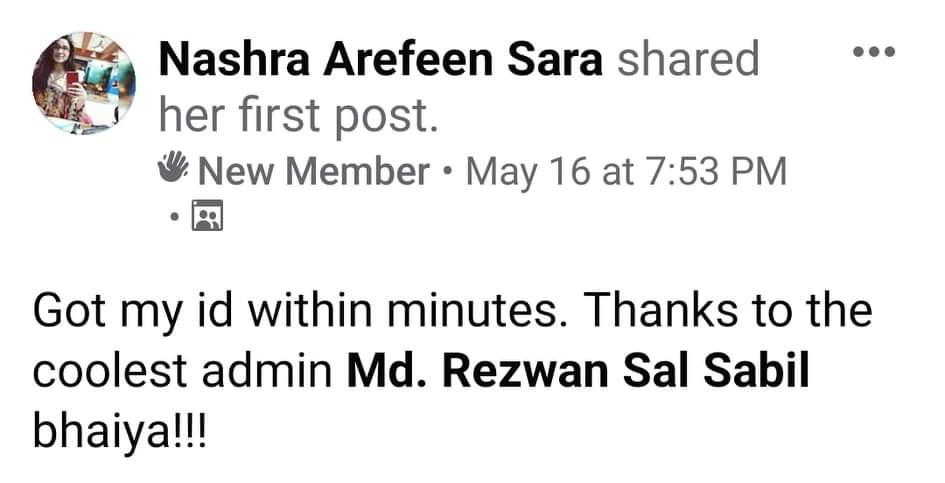 Nashra Arefeen Sara shared
her first post.
New Member • May 16 at 7:53 PM
•
Got my id within minutes. Thanks to the
coolest admin Md. Rezwan Sal Sabil
bhaiya!!!